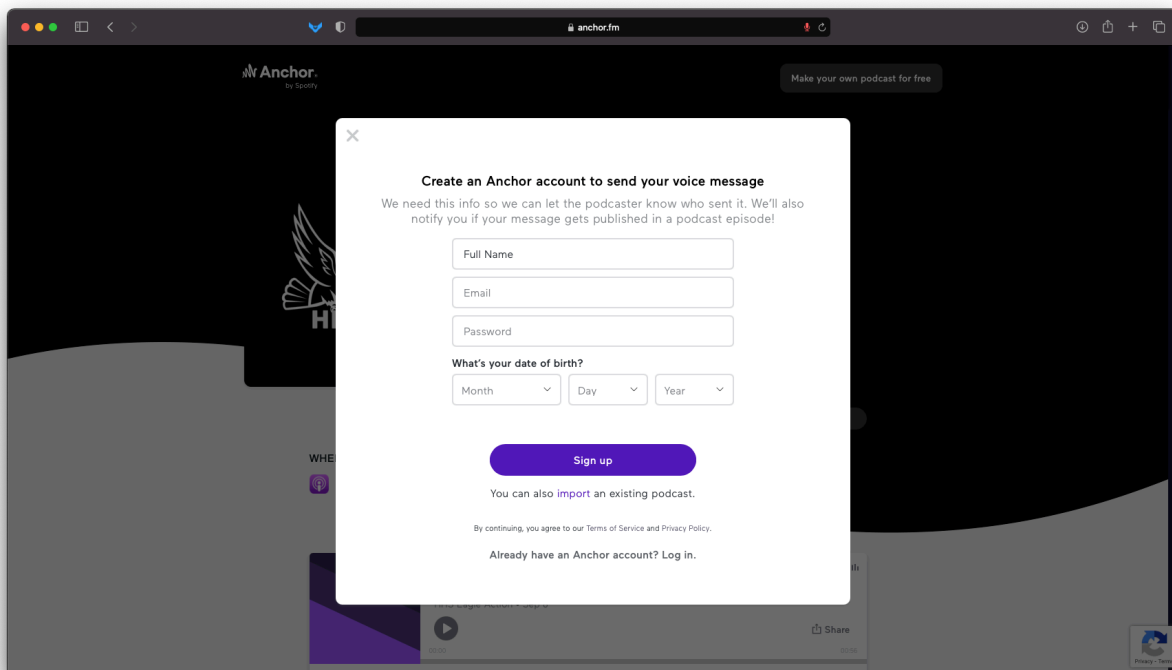 anchor.fm
Anchor.
by Spotify
Make your own podcast for free
Create an Anchor account to send your voice message
We need this info so we can let the podcaster know who sent it. We'll also
notify you if your message gets published in a podcast episode!
Full Name
Email
Password
What's your date of birth?
Month Day Year
Sign up
You can also import an existing podcast.
By continuing, you agree to our Terms of Service and Privacy Policy.
Already have an Anchor account? Log in.
Share
00:00